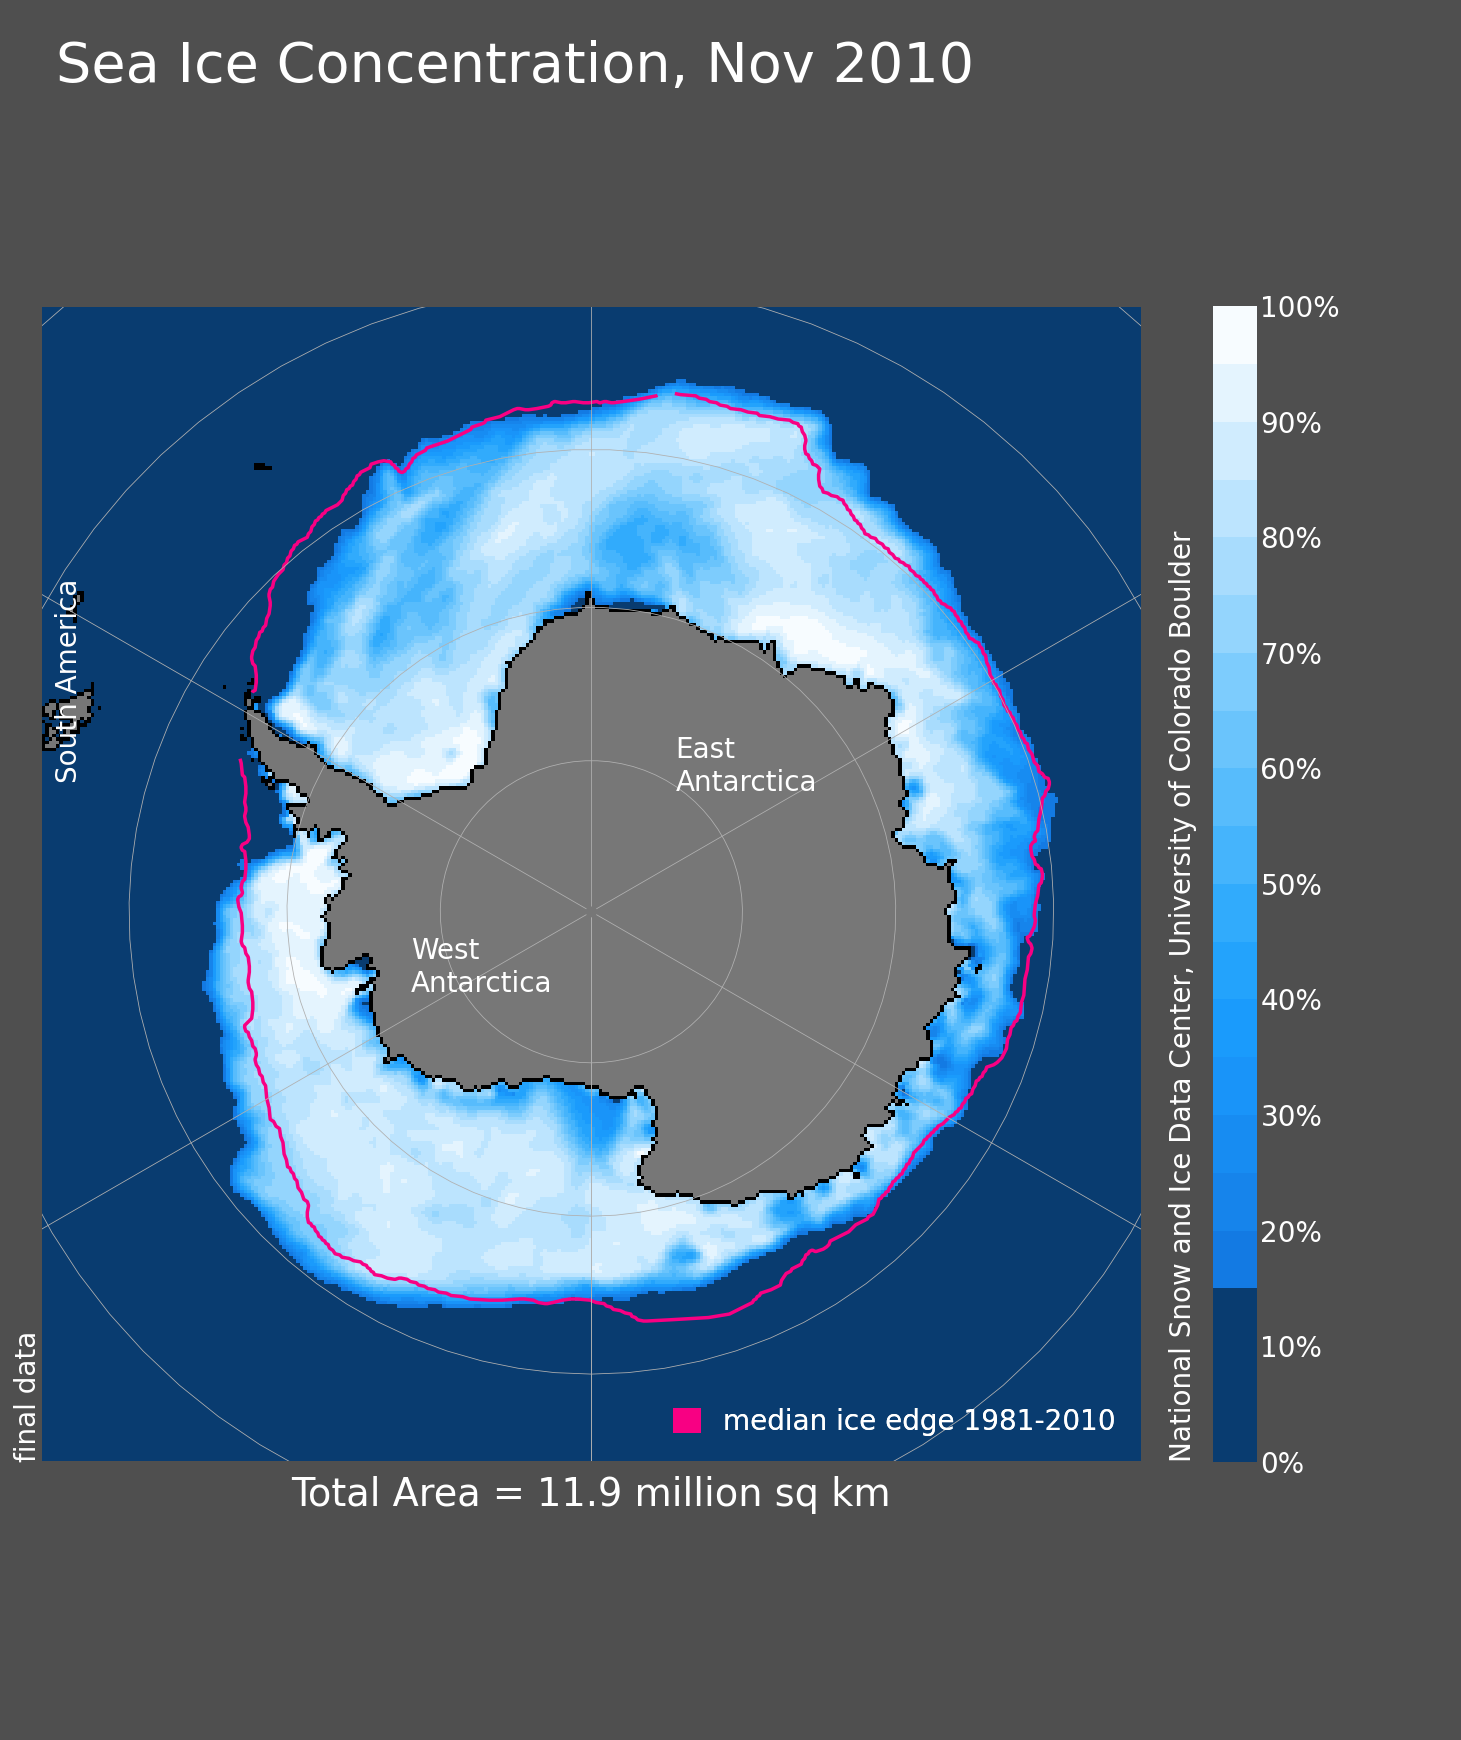 Sea Ice Concentration, Nov 2010
South America
East
Antarctica
West
Antarctica
median ice edge 1981-2010
final data
Total Area = 11.9 million sq km
National Snow and Ice Data Center, University of Colorado Boulder
100%
90%
80%
70%
60%
50%
40%
30%
20%
10%
0%